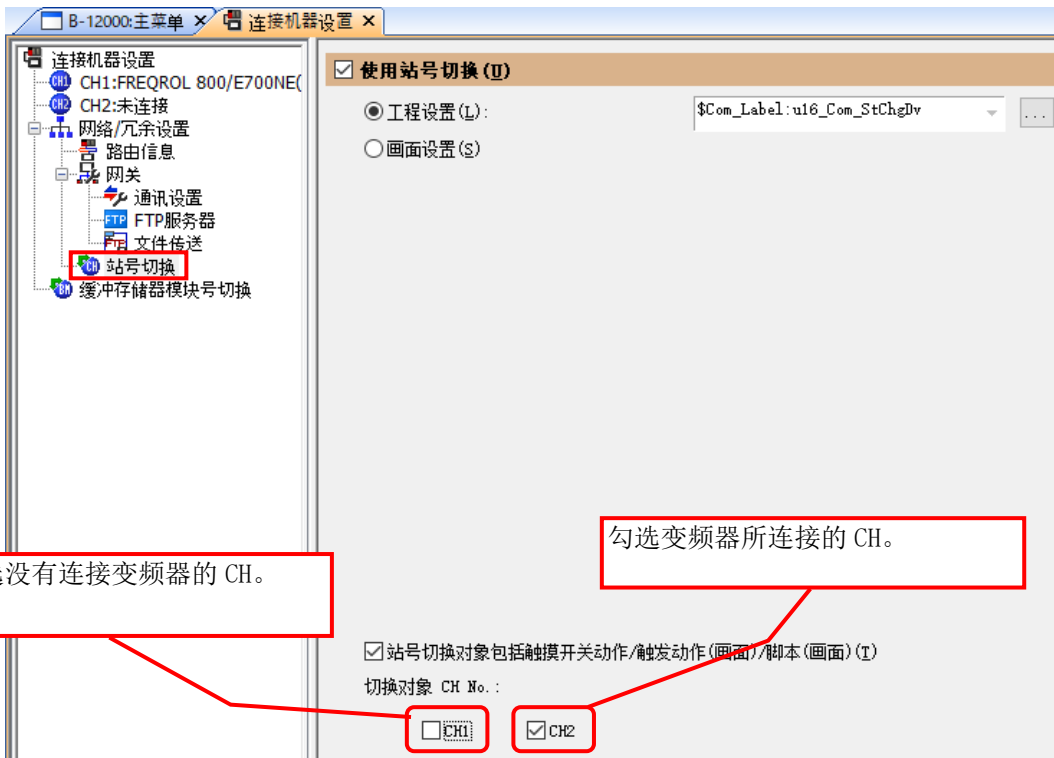 B-12000:主菜单
连接机器设置
连接机器设置
CH1:FREQROL 800/E700NE(
CH2:未连接
网络/冗余设置
路由信息
网关
通讯设置
FTP服务器
文件传送
站号切换
缓冲存储器模块号切换
使用站号切换(U)
工程设置(L):
$Com_Label:u16_Com_StChgDv
...
画面设置(S)
勾选变频器所连接的 CH。
没有连接变频器的 CH。
站号切换对象包括触摸开关动作/触发动作(画面)/脚本(画面)(T)
切换对象 CH No.:
CH1
CH2